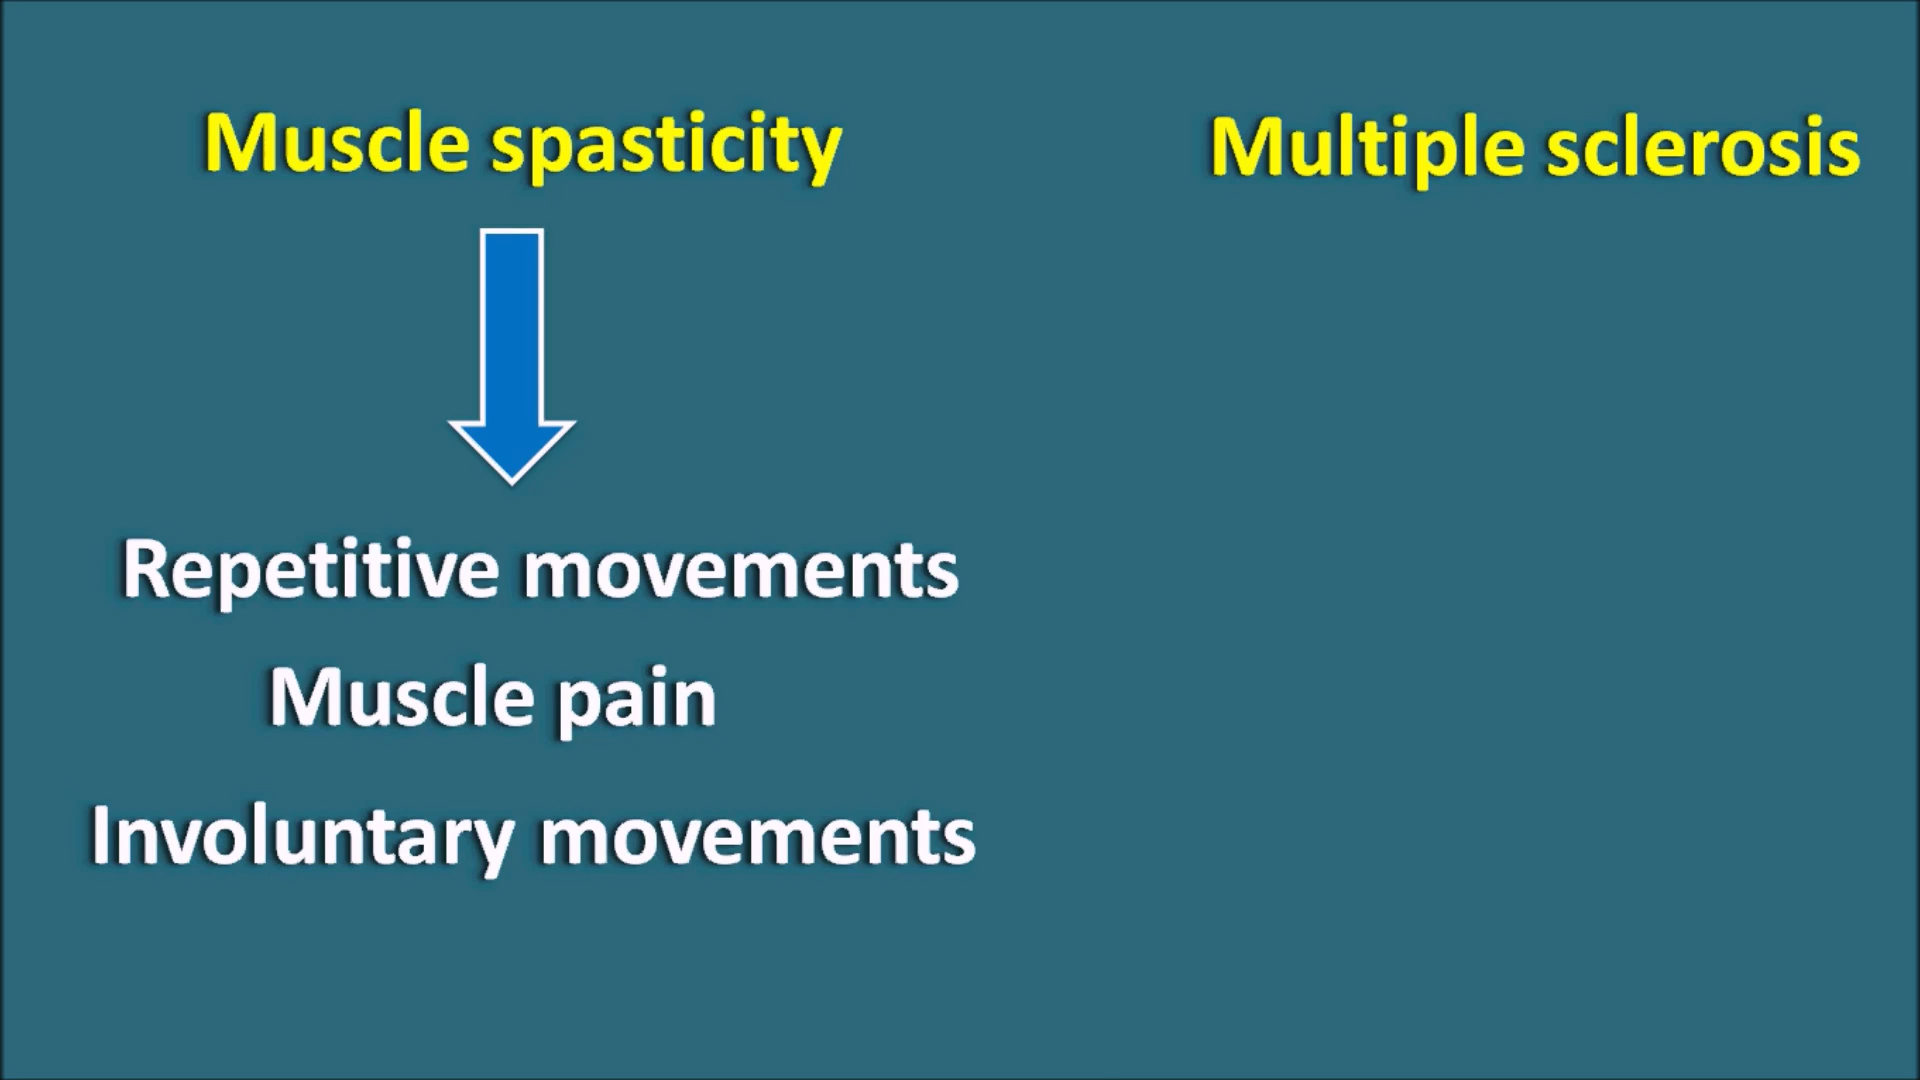 Muscle spasticity
Multiple sclerosis
Repetitive movements
Muscle pain
Involuntary movements